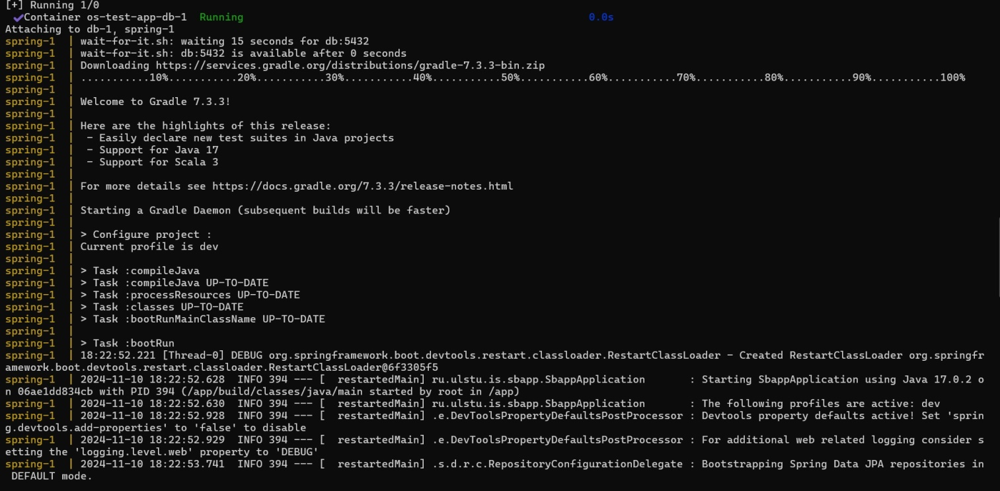 [+] Running 1/0
✔Container os-test-app-db-1  Running                                                       0.0s
Attaching to db-1, spring-1
spring-1  | wait-for-it.sh: waiting 15 seconds for db:5432
spring-1  | wait-for-it.sh: db:5432 is available after 0 seconds
spring-1  | Downloading https://services.gradle.org/distributions/gradle-7.3.3-bin.zip
spring-1  | ...........10%...........20%...........30%...........40%...........50%...........60%...........70%...........80%...........90%...........100%
spring-1  |
spring-1  | Welcome to Gradle 7.3.3!
spring-1  |
spring-1  | Here are the highlights of this release:
spring-1  |  - Easily declare new test suites in Java projects
spring-1  |  - Support for Java 17
spring-1  |  - Support for Scala 3
spring-1  |
spring-1  | For more details see https://docs.gradle.org/7.3.3/release-notes.html
spring-1  |
spring-1  | Starting a Gradle Daemon (subsequent builds will be faster)
spring-1  |
spring-1  | > Configure project :
spring-1  | Current profile is dev
spring-1  |
spring-1  | > Task :compileJava
spring-1  | > Task :compileJava UP-TO-DATE
spring-1  | > Task :processResources UP-TO-DATE
spring-1  | > Task :classes UP-TO-DATE
spring-1  | > Task :bootRunMainClassName UP-TO-DATE
spring-1  |
spring-1  | > Task :bootRun
spring-1  | 18:22:52.221 [Thread-0] DEBUG org.springframework.boot.devtools.restart.classloader.RestartClassLoader - Created RestartClassLoader org.springfr
amework.boot.devtools.restart.classloader.RestartClassLoader@6f3305f5
spring-1  | 2024-11-10 18:22:52.628  INFO 394 --- [  restartedMain] ru.ulstu.is.sbapp.SbappApplication       : Starting SbappApplication using Java 17.0.2 o
n 06ae1dd834cb with PID 394 (/app/build/classes/java/main started by root in /app)
spring-1  | 2024-11-10 18:22:52.630  INFO 394 --- [  restartedMain] ru.ulstu.is.sbapp.SbappApplication       : The following profiles are active: dev
spring-1  | 2024-11-10 18:22:52.928  INFO 394 --- [  restartedMain] .e.DevToolsPropertyDefaultsPostProcessor : Devtools property defaults active! Set 'sprin
g.devtools.add-properties' to 'false' to disable
spring-1  | 2024-11-10 18:22:52.929  INFO 394 --- [  restartedMain] .e.DevToolsPropertyDefaultsPostProcessor : For additional web related logging consider s
etting the 'logging.level.web' property to 'DEBUG'
spring-1  | 2024-11-10 18:22:53.741  INFO 394 --- [  restartedMain] .s.d.r.c.RepositoryConfigurationDelegate : Bootstrapping Spring Data JPA repositories in
 DEFAULT mode.